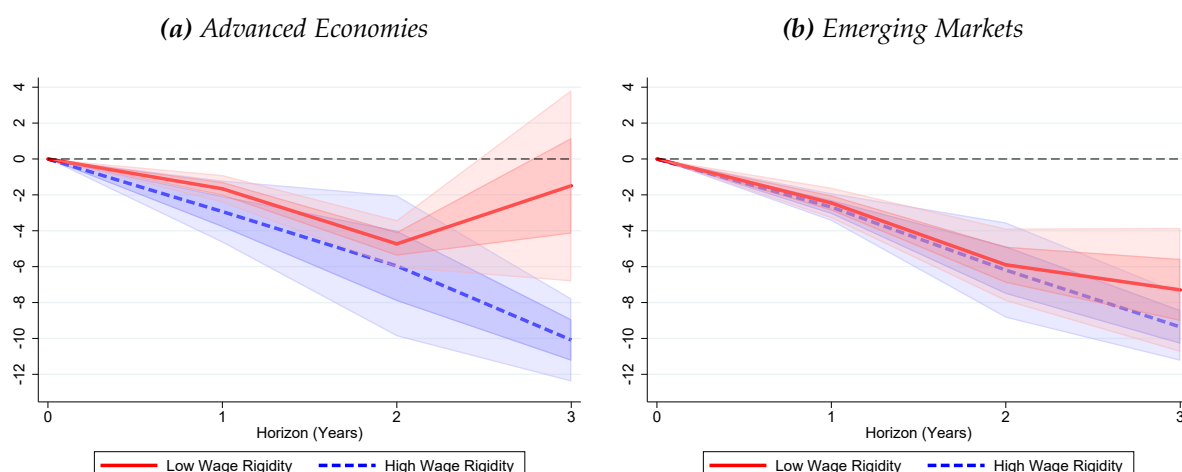 (a) Advanced Economies
4
2
0
-2
-4
-6
-8
-10
-12
0 1 2 3
Horizon (Years)
Low Wage Rigidity High Wage Rigidity
(b) Emerging Markets
4
2
0
-2
-4
-6
-8
-10
-12
0 1 2 3
Horizon (Years)
Low Wage Rigidity High Wage Rigidity